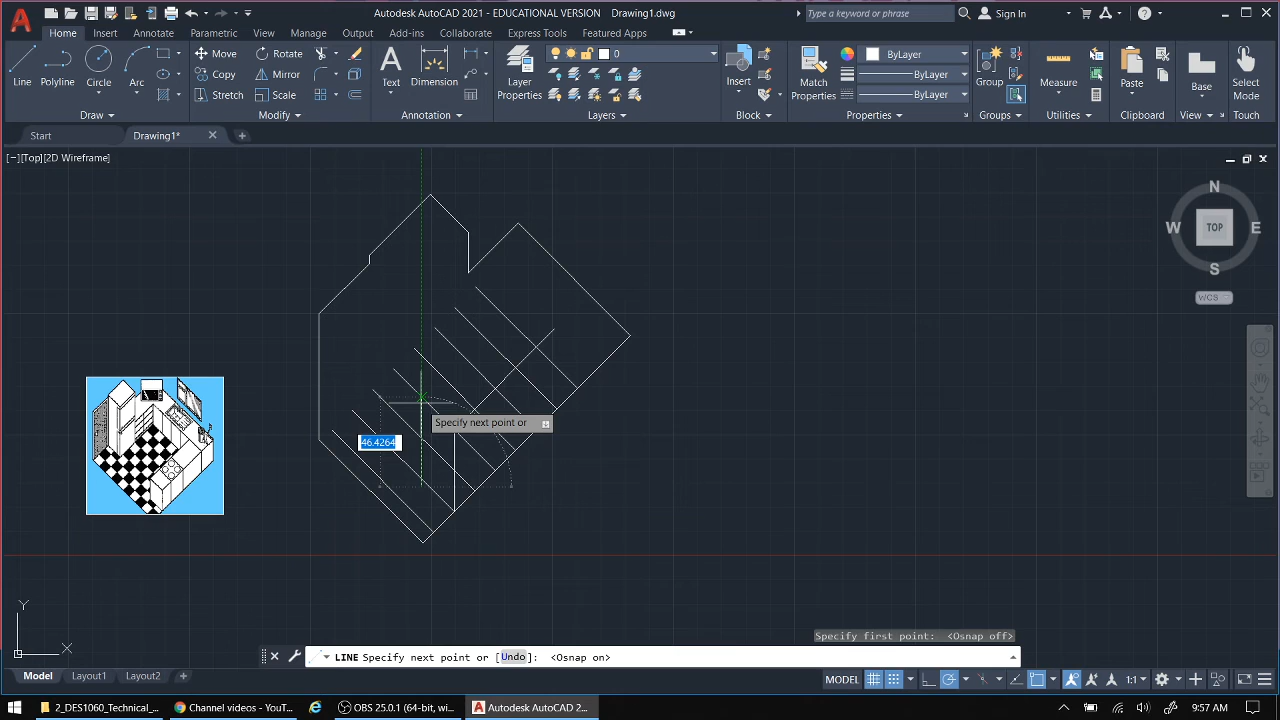 Autodesk AutoCAD 2021 - EDUCATIONAL VERSION Drawing1.dwg
Type a keyword or phrase
Sign In
Home Insert Annotate Parametric View Manage Output Add-ins Collaborate Express Tools Featured Apps
Line Polyline Circle Arc
Move Rotate
Copy Mirror
Stretch Scale
Text Dimension
Layer Properties
0
Insert
Match Properties
ByLayer
ByLayer
ByLayer
Group
Measure
Paste
Base
Select Mode
Draw Modify Annotation Layers Block Properties Groups Utilities Clipboard View Touch
Start Drawing1*
[−][Top][2D Wireframe]
N
W TOP E
S
WCS
Specify next point or
46.4264
Y
X
Specify first point: <Osnap off>
LINE Specify next point or [Undo]: <Osnap on>
Model Layout1 Layout2
MODEL
1:1
2_DES1060_Technical_...
Channel videos - YouT...
OBS 25.0.1 (64-bit, wi...
Autodesk AutoCAD 2...
9:57 AM